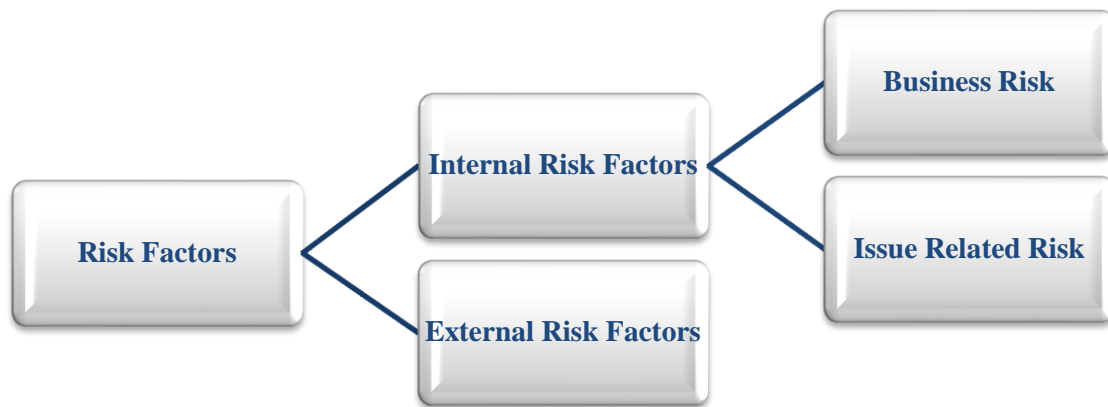 Business Risk
Internal Risk Factors
Risk Factors
Issue Related Risk
External Risk Factors